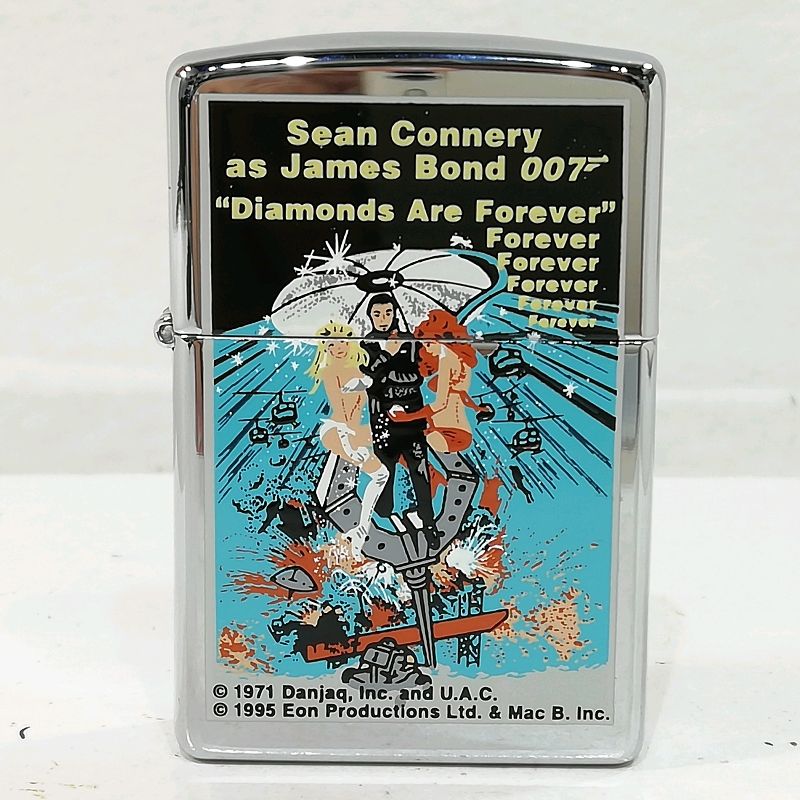 Sean Connery
as James Bond 007
“Diamonds Are Forever”
Forever
Forever
Forever
Forever
Forever
© 1971 Danjaq, Inc. and U.A.C.
© 1995 Eon Productions Ltd. & Mac B. Inc.